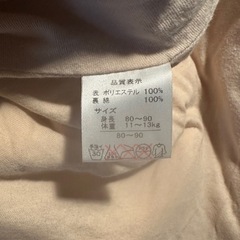 品質表示
表 ポリエステル 100%
裏 綿 100%
サイズ
身長 80〜90
体重 11〜13kg
80〜90